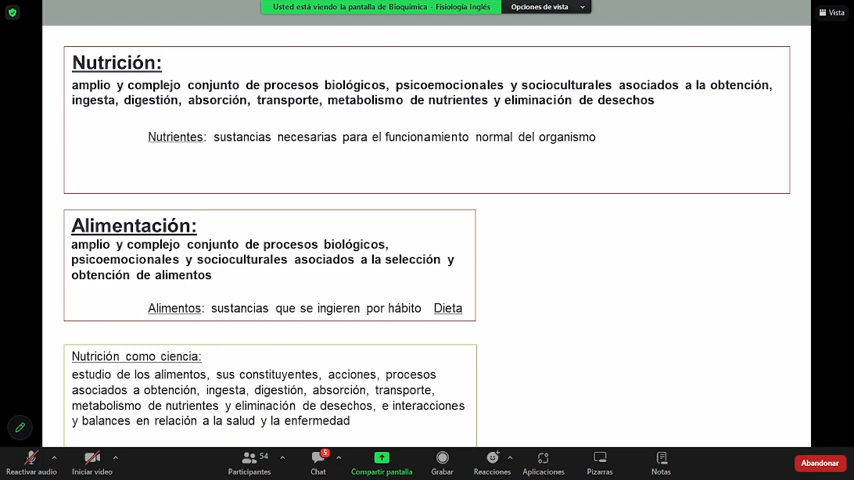 Usted está viendo la pantalla de Bioquímica - Fisiología Inglés
Opciones de vista
Vista
Nutrición:
amplio y complejo conjunto de procesos biológicos, psicoemocionales y socioculturales asociados a la obtención,
ingesta, digestión, absorción, transporte, metabolismo de nutrientes y eliminación de desechos
Nutrientes: sustancias necesarias para el funcionamiento normal del organismo
Alimentación:
amplio y complejo conjunto de procesos biológicos,
psicoemocionales y socioculturales asociados a la selección y
obtención de alimentos
Alimentos: sustancias que se ingieren por hábito Dieta
Nutrición como ciencia:
estudio de los alimentos, sus constituyentes, acciones, procesos
asociados a obtención, ingesta, digestión, absorción, transporte,
metabolismo de nutrientes y eliminación de desechos, e interacciones
y balances en relación a la salud y la enfermedad
54
5
Reactivar audio
Iniciar video
Participantes
Chat
Compartir pantalla
Grabar
Reacciones
Aplicaciones
Pizarras
Notas
Abandonar